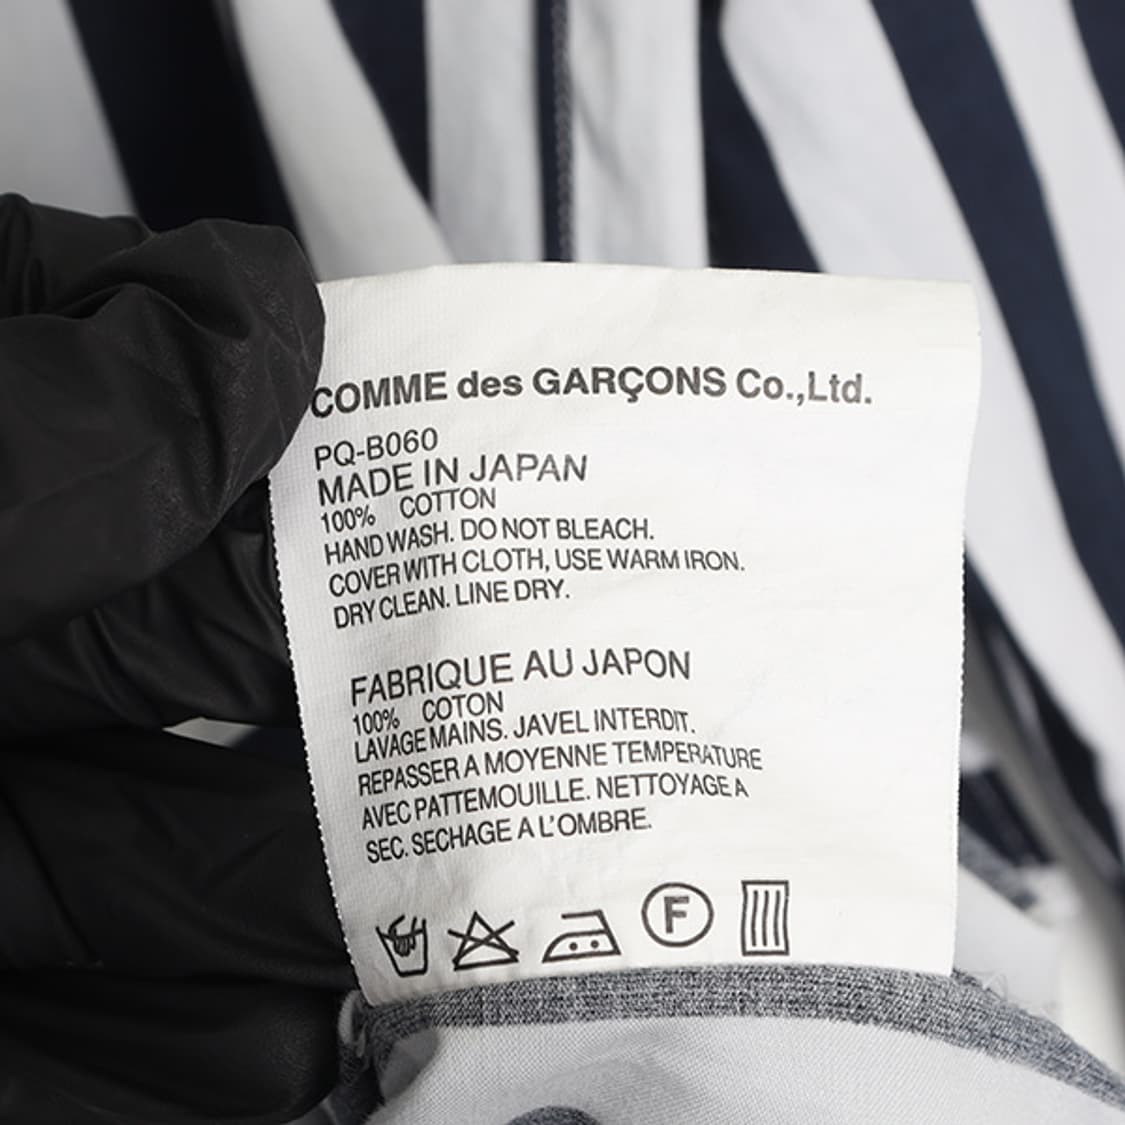 COMME des GARÇONS Co.,Ltd.
PQ-B060
MADE IN JAPAN
100% COTTON
HAND WASH. DO NOT BLEACH.
COVER WITH CLOTH, USE WARM IRON.
DRY CLEAN. LINE DRY.
FABRIQUE AU JAPON
100% COTON
LAVAGE MAINS. JAVEL INTERDIT.
REPASSER A MOYENNE TEMPERATURE
AVEC PATTEMOUILLE. NETTOYAGE A
SEC. SECHAGE A L'OMBRE.
F